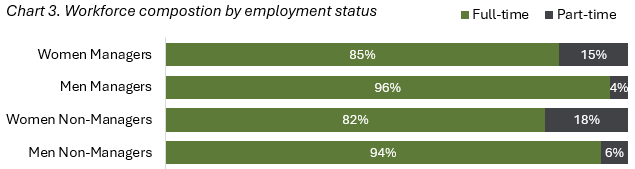 Chart 3. Workforce compostion by employment status
Full-time Part-time
Women Managers 85% 15%
Men Managers 96% 4%
Women Non-Managers 82% 18%
Men Non-Managers 94% 6%